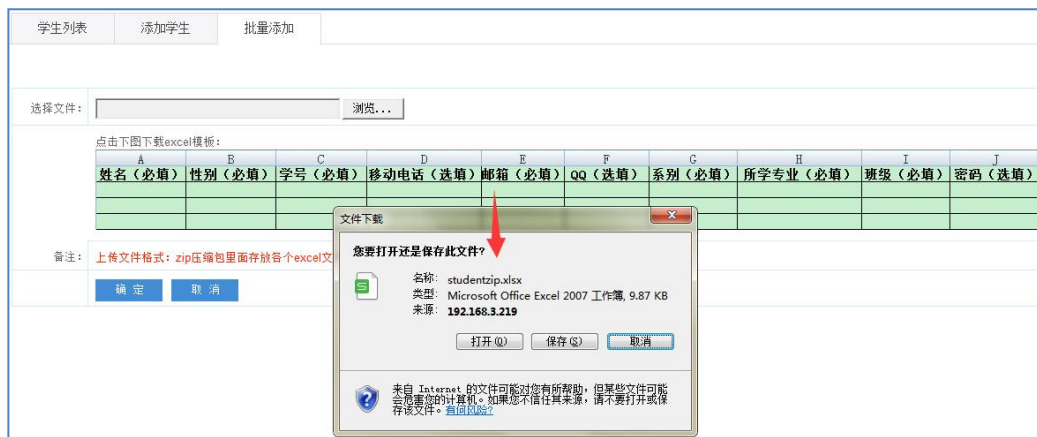 学生列表 添加学生 批量添加
选择文件: 浏览...
点击下图下载excel模板:
A B C D E F G H I J
姓名(必填) 性别(必填) 学号(必填) 移动电话(选填) 邮箱(必填) QQ(选填) 系别(必填) 所学专业(必填) 班级(必填) 密码(选填)
文件下载
您要打开还是保存此文件?
名称: studentzip.xlsx
类型: Microsoft Office Excel 2007 工作簿, 9.87 KB
来源: 192.168.3.219
打开(O) 保存(S) 取消
来自 Internet 的文件可能对您有所帮助，但某些文件可能
会危害您的计算机。如果您不信任其来源，请不要打开或保
存该文件。有何风险?
备注: 上传文件格式: zip压缩包里面存放各个excel文
确 定 取 消